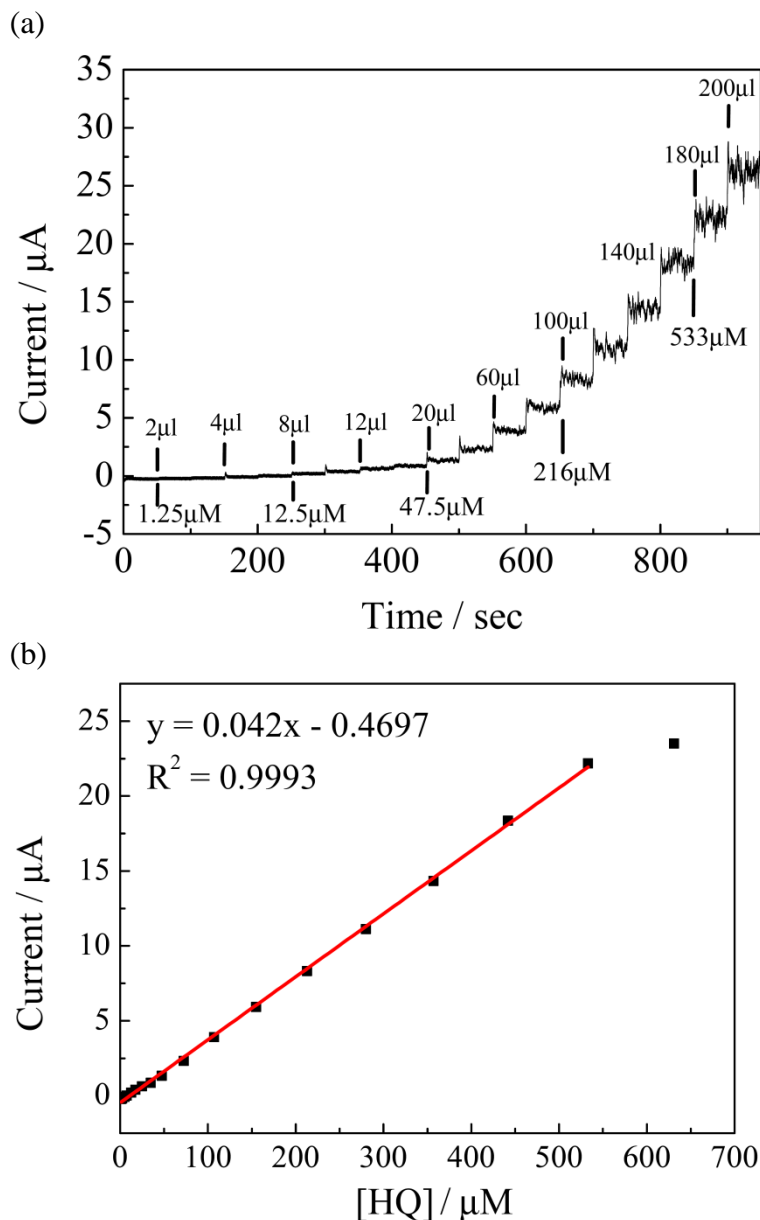 (a)
35
30
25
20
15
10
5
0
-5
Current / µA
200µl
180µl
140µl
100µl
60µl
20µl
12µl
8µl
4µl
2µl
533µM
216µM
47.5µM
12.5µM
1.25µM
0
200
400
600
800
Time / sec
(b)
y = 0.042x - 0.4697
R² = 0.9993
25
20
15
10
5
0
Current / µA
0
100
200
300
400
500
600
700
[HQ] / µM